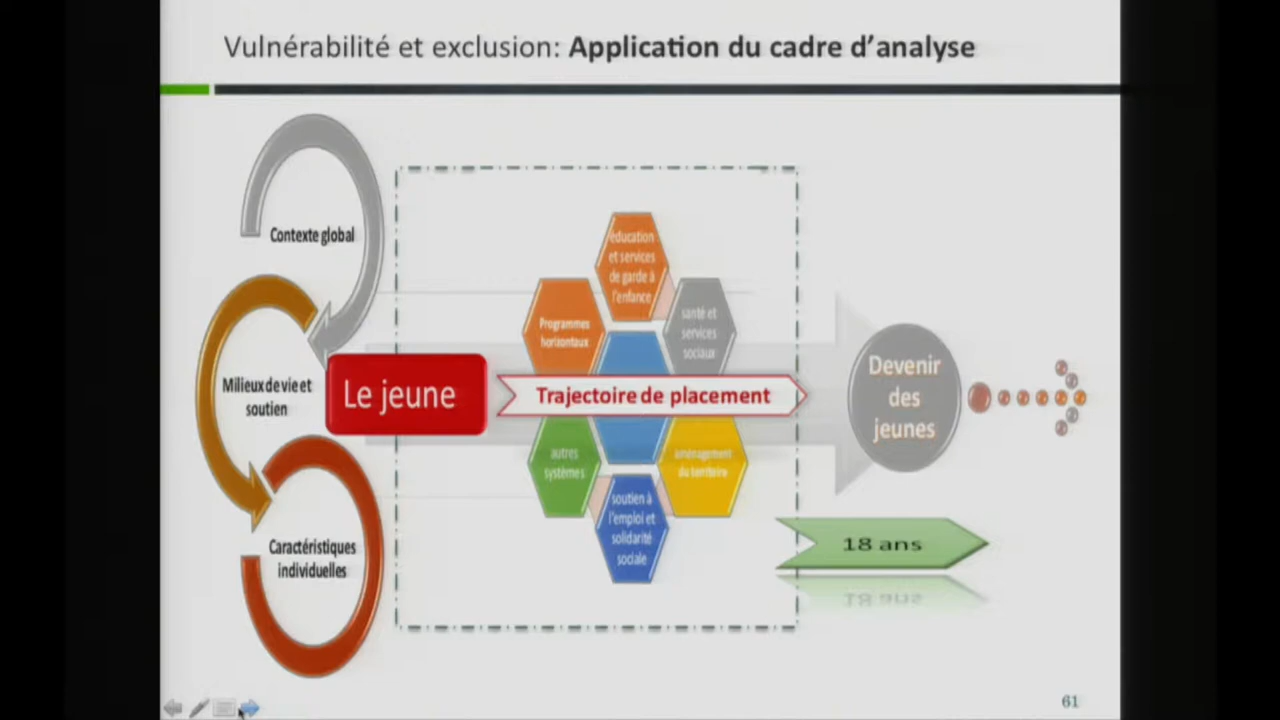 Vulnérabilité et exclusion: Application du cadre d'analyse
Contexte global
Milieux de vie et
soutien
Caractéristiques
individuelles
Le jeune
éducation
et services
de garde à
l'enfance
Programmes
horizontaux
santé et
services
sociaux
Trajectoire de placement
autres
systèmes
aménagement
du territoire
soutien à
l'emploi et
solidarité
sociale
Devenir
des
jeunes
18 ans
61